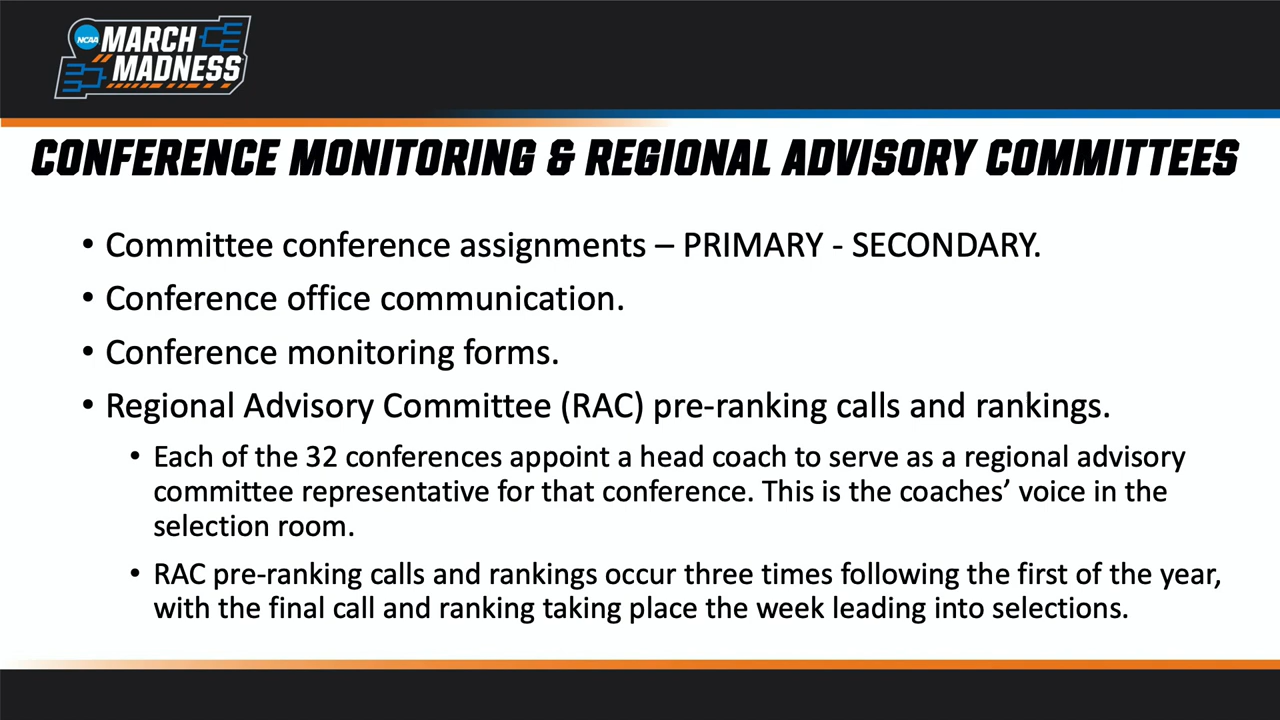 NCAA
MARCH
MADNESS
CONFERENCE MONITORING & REGIONAL ADVISORY COMMITTEES
• Committee conference assignments – PRIMARY - SECONDARY.
• Conference office communication.
• Conference monitoring forms.
• Regional Advisory Committee (RAC) pre-ranking calls and rankings.
• Each of the 32 conferences appoint a head coach to serve as a regional advisory
committee representative for that conference. This is the coaches’ voice in the
selection room.
• RAC pre-ranking calls and rankings occur three times following the first of the year,
with the final call and ranking taking place the week leading into selections.